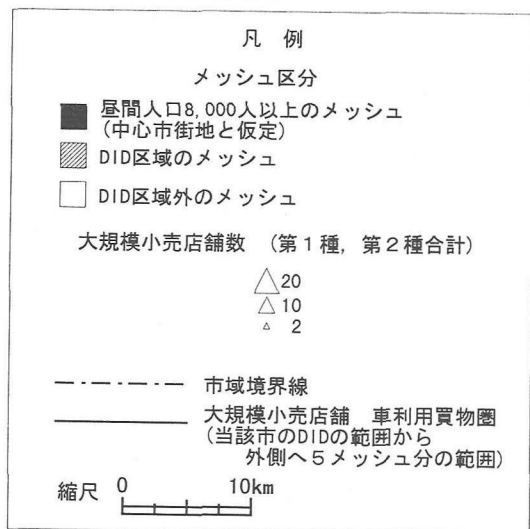 凡 例
メッシュ区分
昼間人口8,000人以上のメッシュ
(中心市街地と仮定)
DID区域のメッシュ
DID区域外のメッシュ
大規模小売店舗数 (第1種, 第2種合計)
20
10
2
市域境界線
大規模小売店舗 車利用買物圏
(当該市のDIDの範囲から
外側へ5メッシュ分の範囲)
縮尺 0 10km